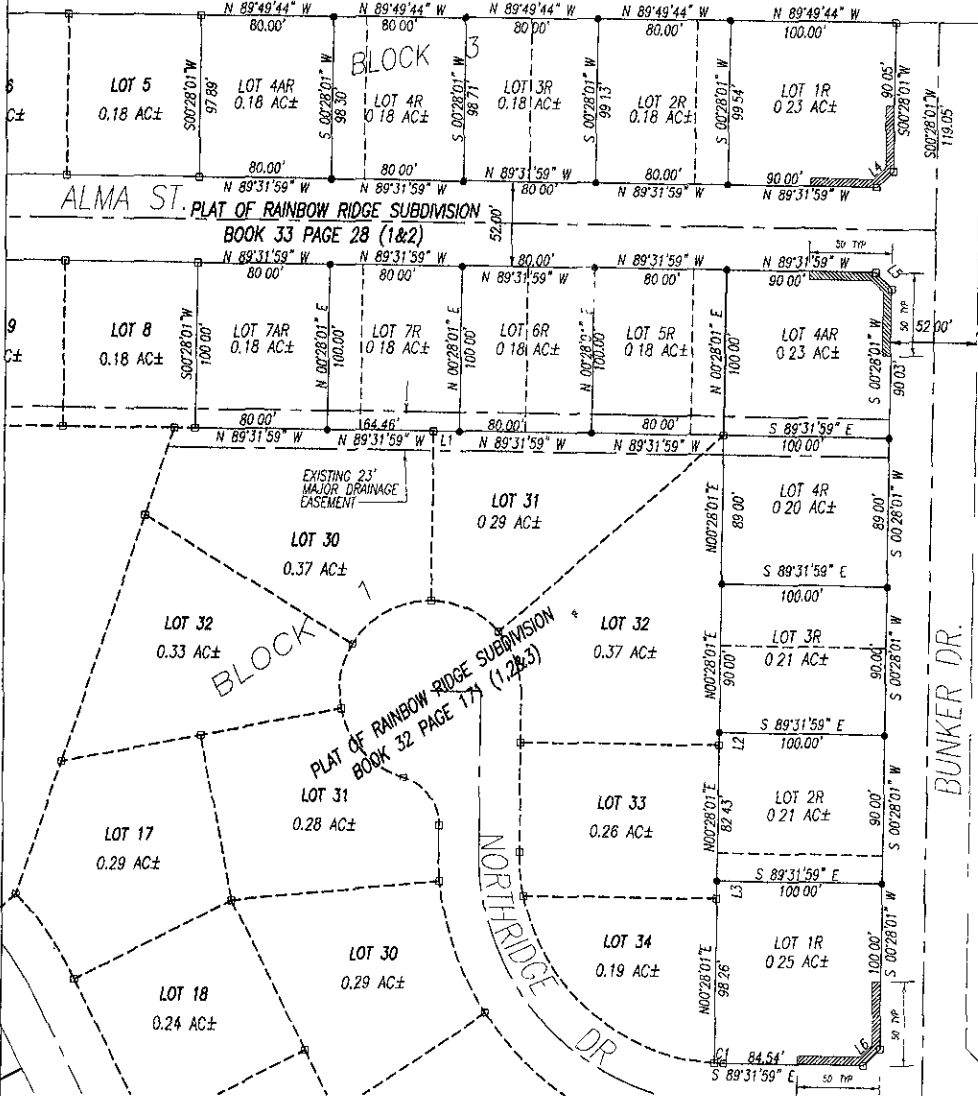 N 89°49'44" W
80.00'
N 89°49'44" W
80.00'
N 89°49'44" W
80.00'
N 89°49'44" W
80.00'
N 89°49'44" W
100.00'
BLOCK 3
6
C±
LOT 5
0.18 AC±
S00°28'01"W
97.89'
LOT 4AR
0.18 AC±
S 00°28'01" W
98.30'
LOT 4R
0.18 AC±
S 00°28'01" W
98.71'
LOT 3R
0.18 AC±
S 00°28'01" W
99.13'
LOT 2R
0.18 AC±
S 00°28'01" W
99.54'
LOT 1R
0.23 AC±
90.05'
S00°28'01"W
S00°28'01"W
119.05'
L4
80.00'
N 89°31'59" W
80.00'
N 89°31'59" W
N 89°31'59" W
80.00'
80.00'
N 89°31'59" W
90.00'
N 89°31'59" W
ALMA ST.
PLAT OF RAINBOW RIDGE SUBDIVISION
BOOK 33 PAGE 28 (1&2)
52.00'
50 TYP
N 89°31'59" W
80.00'
N 89°31'59" W
80.00'
80.00'
N 89°31'59" W
N 89°31'59" W
80.00'
N 89°31'59" W
90.00'
L5
50 TYP
52.00'
9
C±
LOT 8
0.18 AC±
S00°28'01"W
100.00'
LOT 7AR
0.18 AC±
N 00°28'01" E
100.00'
LOT 7R
0.18 AC±
N 00°28'01" E
100.00'
LOT 6R
0.18 AC±
N 00°28'01" E
100.00'
LOT 5R
0.18 AC±
N 00°28'01" E
100.00'
LOT 4AR
0.23 AC±
S 00°28'01" W
90.03'
80.00'
N 89°31'59" W
64.46'
N 89°31'59" W
L1
80.00'
N 89°31'59" W
80.00'
N 89°31'59" W
S 89°31'59" E
100.00'
EXISTING 23'
MAJOR DRAINAGE
EASEMENT
LOT 30
0.37 AC±
LOT 31
0.29 AC±
N00°28'01"E
89.00'
LOT 4R
0.20 AC±
89.00'
S 00°28'01" W
S 89°31'59" E
100.00'
LOT 32
0.33 AC±
BLOCK 7
PLAT OF RAINBOW RIDGE SUBDIVISION
BOOK 32 PAGE 171 (1,2&3)
LOT 32
0.37 AC±
N00°28'01"E
90.00'
LOT 3R
0.21 AC±
90.00'
S 00°28'01" W
S 89°31'59" E
100.00'
L2
LOT 31
0.28 AC±
LOT 33
0.26 AC±
N00°28'01"E
82.43'
LOT 2R
0.21 AC±
90.00'
S 00°28'01" W
BUNKER DR.
LOT 17
0.29 AC±
S 89°31'59" E
100.00'
L3
NORTHRIDGE DR
LOT 30
0.29 AC±
LOT 34
0.19 AC±
N00°28'01"E
98.26'
LOT 1R
0.25 AC±
100.00'
S 00°28'01" W
50 TYP
LOT 18
0.24 AC±
C1
84.54'
S 89°31'59" E
L6
50 TYP